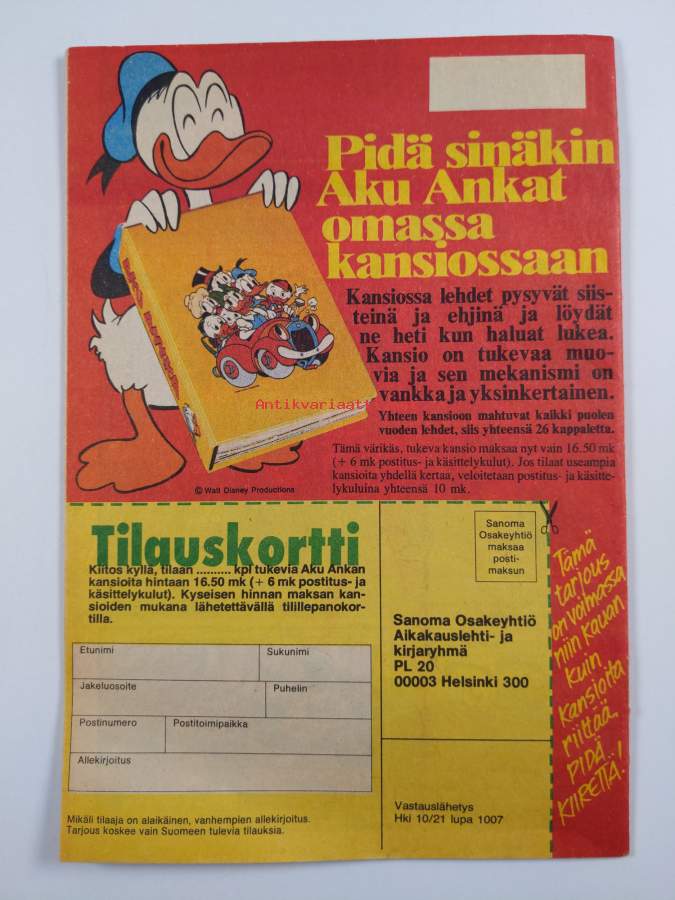 Pidä sinäkin
Aku Ankat
omassa
kansiossaan
Kansiossa lehdet pysyvät siis-
teinä ja ehjinä ja löydät
ne heti kun haluat lukea.
Kansio on tukevaa muo-
via ja sen mekanismi on
vankka ja yksinkertainen.
Yhteen kansioon mahtuvat kaikki puolen
vuoden lehdet, siis yhteensä 26 kappaletta.
Tämä värikäs, tukeva kansio maksaa nyt vain 16.50 mk
(+ 6 mk postitus- ja käsittelykulut). Jos tilaat useampia
kansioita yhdellä kertaa, veloitetaan postitus- ja käsitte-
lykuluina yhteensä 10 mk.
Antikvariaatt
© Walt Disney Productions
Tilauskortti
Kiitos kyllä, tilaan .......... kpl tukevia Aku Ankan
kansioita hintaan 16.50 mk (+ 6 mk postitus- ja
käsittelykulut). Kyseisen hinnan maksan kan-
sioiden mukana lähetettävällä tilillepanokor-
tilla.
Etunimi
Sukunimi
Jakeluosoite
Puhelin
Postinumero
Postitoimipaikka
Allekirjoitus
Mikäli tilaaja on alaikäinen, vanhempien allekirjoitus.
Tarjous koskee vain Suomeen tulevia tilauksia.
Sanoma
Osakeyhtiö
maksaa
posti-
maksun
Sanoma Osakeyhtiö
Aikakauslehti- ja
kirjaryhmä
PL 20
00003 Helsinki 300
Vastauslähetys
Hki 10/21 lupa 1007
Tämä
tarjous
on voimassa
niin kauan
kuin
kansioita
riittää,
PIDÄ
KIIRETTÄ!